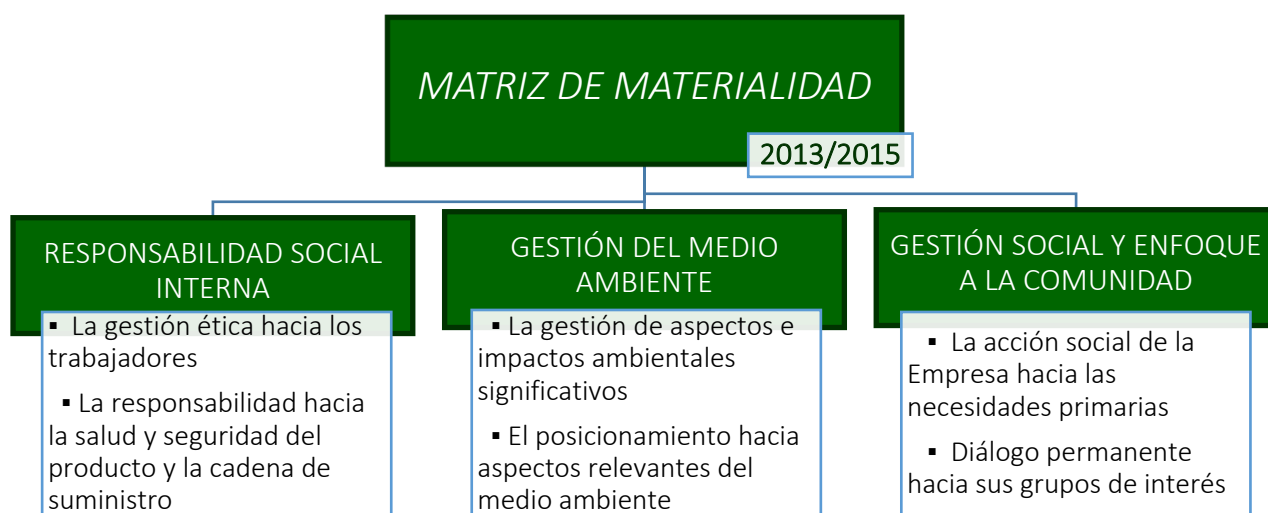 MATRIZ DE MATERIALIDAD
2013/2015
RESPONSABILIDAD SOCIAL
INTERNA
▪ La gestión ética hacia los
trabajadores
▪ La responsabilidad hacia
la salud y seguridad del
producto y la cadena de
suministro
GESTIÓN DEL MEDIO
AMBIENTE
▪ La gestión de aspectos e
impactos ambientales
significativos
▪ El posicionamiento hacia
aspectos relevantes del
medio ambiente
GESTIÓN SOCIAL Y ENFOQUE
A LA COMUNIDAD
▪ La acción social de la
Empresa hacia las
necesidades primarias
▪ Diálogo permanente
hacia sus grupos de interés